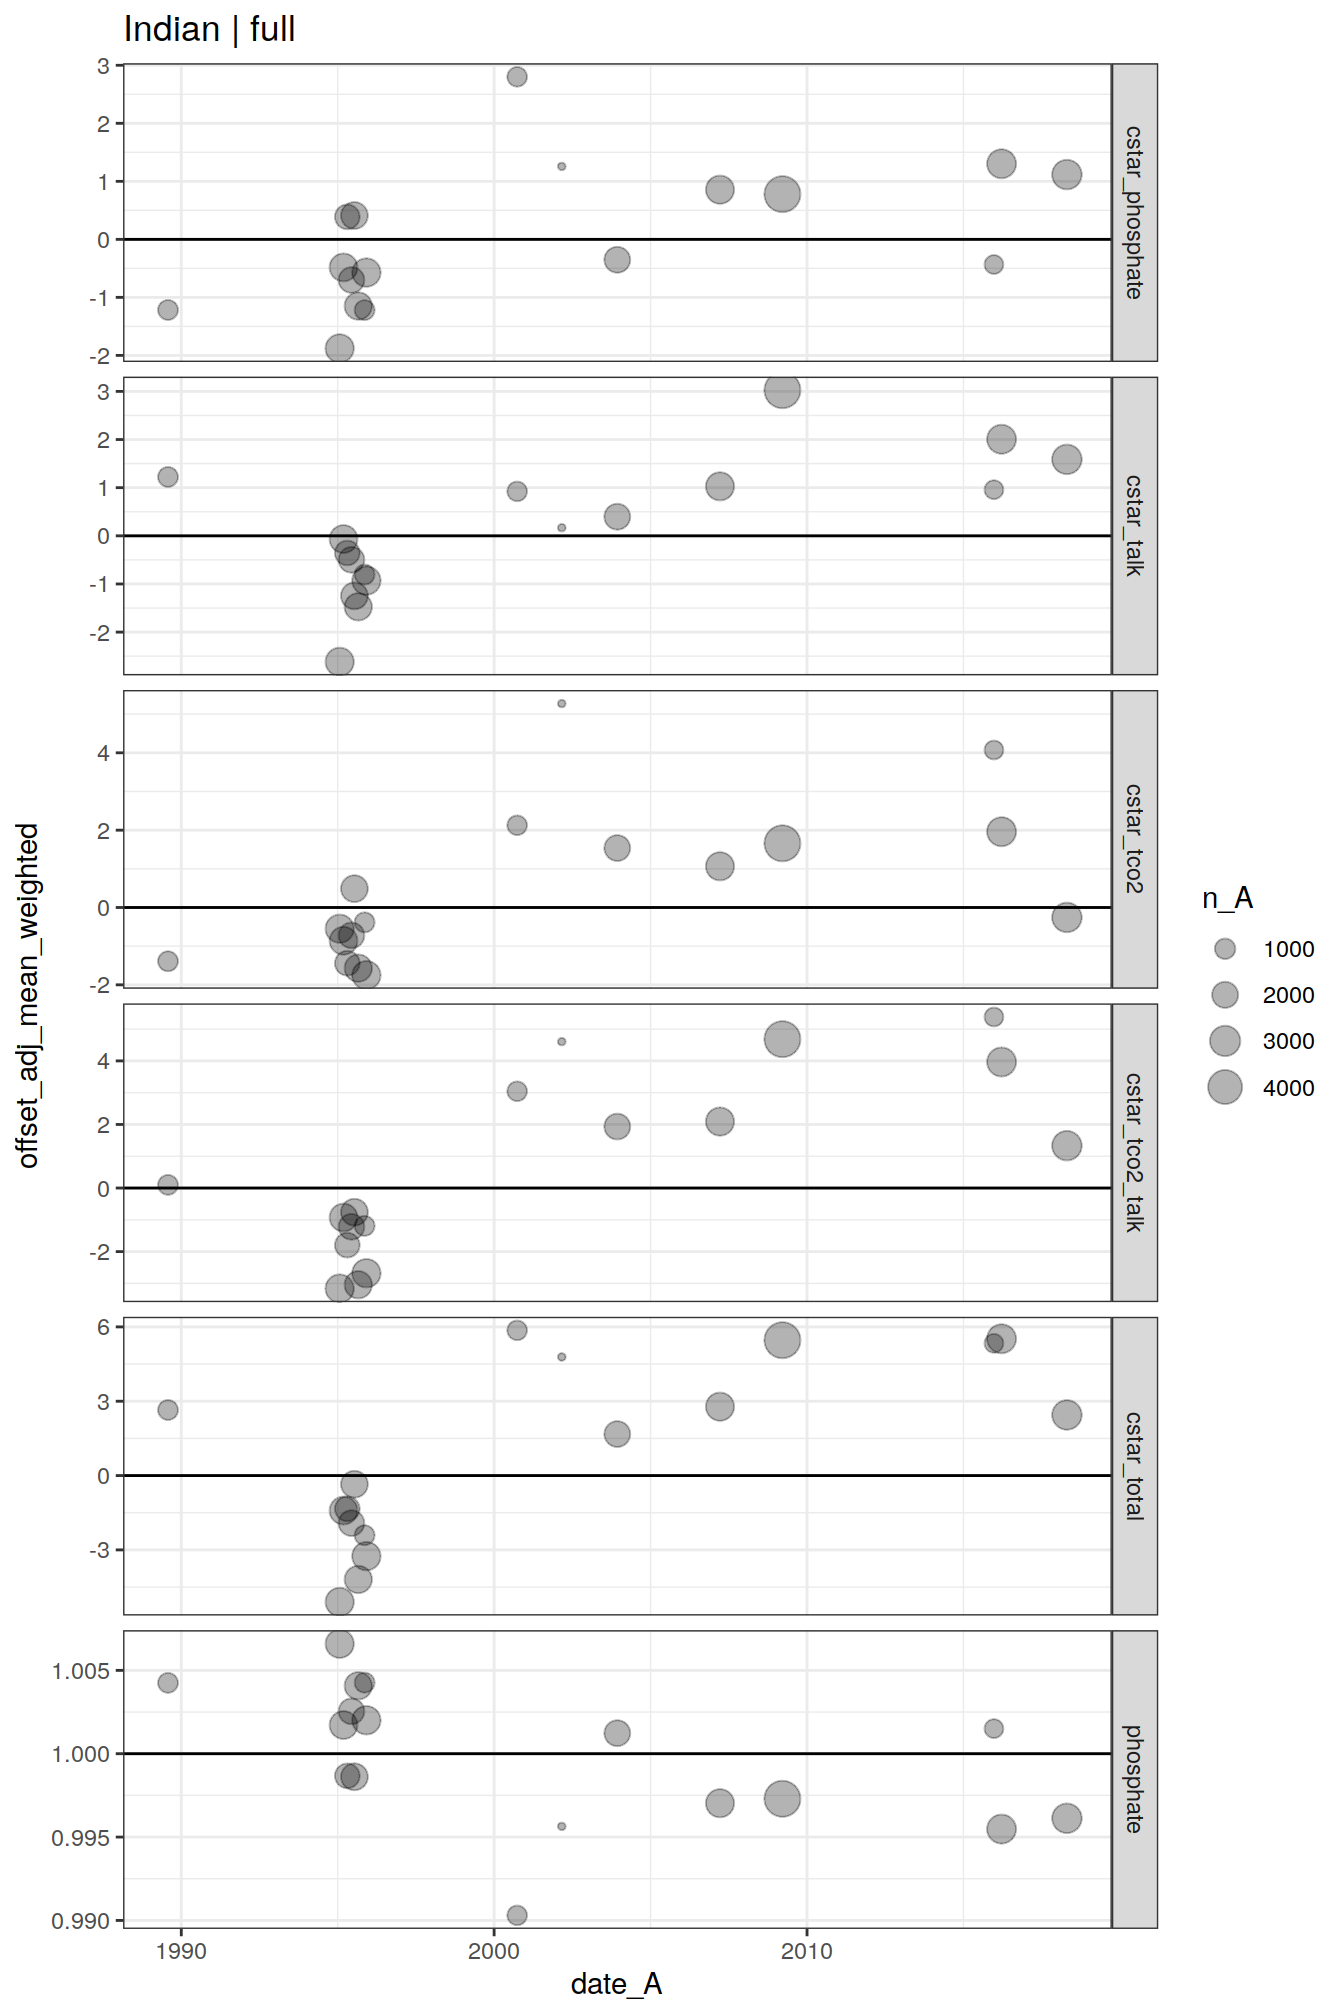 Indian | full
offset_adj_mean_weighted
3
2
1
0
-1
-2
cstar_phosphate
3
2
1
0
-1
-2
cstar_talk
4
2
0
-2
cstar_tco2
4
2
0
-2
cstar_tco2_talk
6
3
0
-3
cstar_total
1.005
1.000
0.995
0.990
phosphate
1990 2000 2010
date_A
n_A
1000
2000
3000
4000